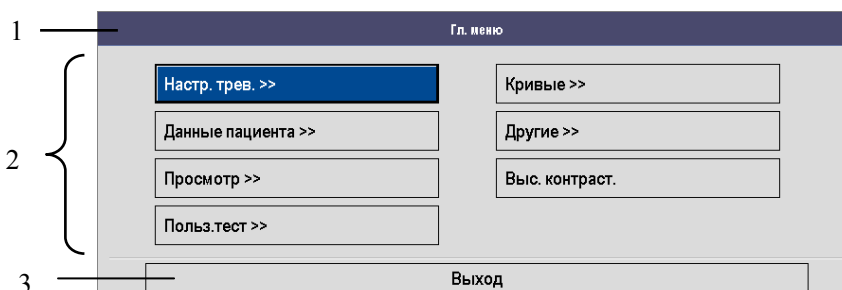 1
Гл. меню
2
Настр. трев. >>
Кривые >>
Данные пациента >>
Другие >>
Просмотр >>
Выс. контраст.
Польз.тест >>
3
Выход